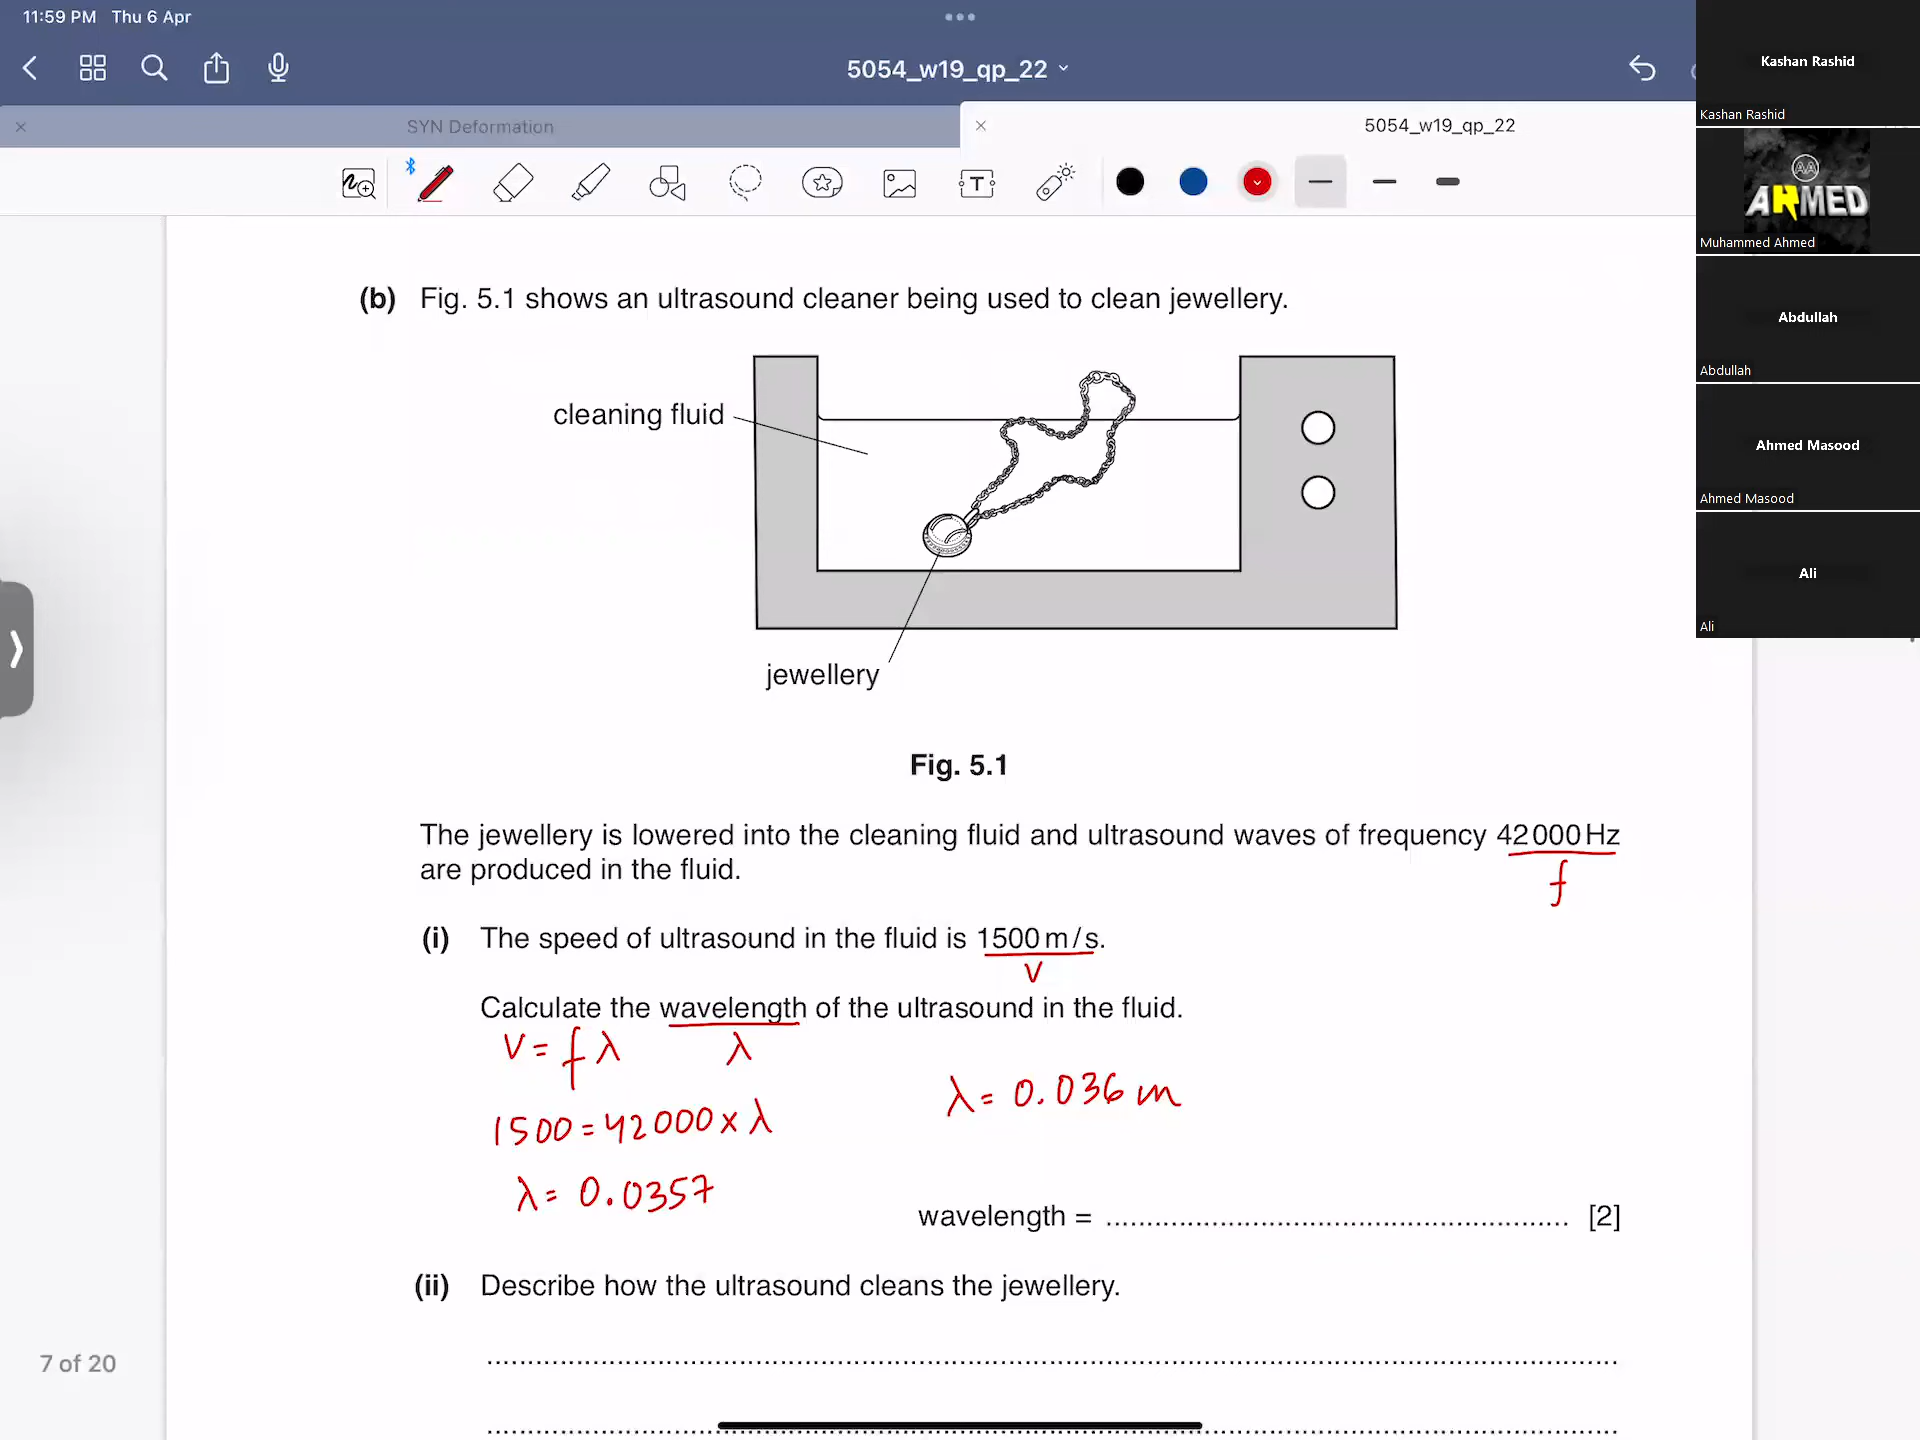 11:59 PM Thu 6 Apr
5054_w19_qp_22
SYN Deformation
5054_w19_qp_22
T
Kashan Rashid
Kashan Rashid
AA
AHMED
Muhammed Ahmed
Abdullah
Abdullah
Ahmed Masood
Ahmed Masood
Ali
Ali
(b) Fig. 5.1 shows an ultrasound cleaner being used to clean jewellery.
cleaning fluid
jewellery
Fig. 5.1
The jewellery is lowered into the cleaning fluid and ultrasound waves of frequency 42 000 Hz
are produced in the fluid.
f
(i) The speed of ultrasound in the fluid is 1500 m / s.
v
Calculate the wavelength of the ultrasound in the fluid.
v = f λ
λ
λ = 0.036 m
1500 = 42000 × λ
λ = 0.0357
wavelength = ........................................................ [2]
(ii) Describe how the ultrasound cleans the jewellery.
7 of 20